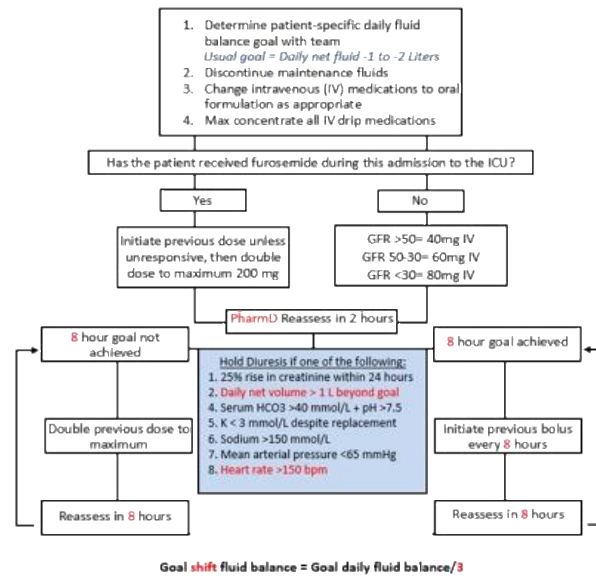 1. Determine patient-specific daily fluid
balance goal with team
Usual goal = Daily net fluid -1 to -2 Liters
2. Discontinue maintenance fluids
3. Change intravenous (IV) medications to oral
formulation as appropriate
4. Max concentrate all IV drip medications
Has the patient received furosemide during this admission to the ICU?
Yes
No
Initiate previous dose unless
unresponsive, then double
dose to maximum 200 mg
GFR >50= 40mg IV
GFR 50-30= 60mg IV
GFR <30= 80mg IV
PharmD Reassess in 2 hours
8 hour goal not
achieved
8 hour goal achieved
Hold Diuresis if one of the following:
1. 25% rise in creatinine within 24 hours
2. Daily net volume > 1 L beyond goal
4. Serum HCO3 >40 mmol/L + pH >7.5
5. K < 3 mmol/L despite replacement
6. Sodium >150 mmol/L
7. Mean arterial pressure <65 mmHg
8. Heart rate >150 bpm
Double previous dose to
maximum
Initiate previous bolus
every 8 hours
Reassess in 8 hours
Reassess in 8 hours
Goal shift fluid balance = Goal daily fluid balance/3